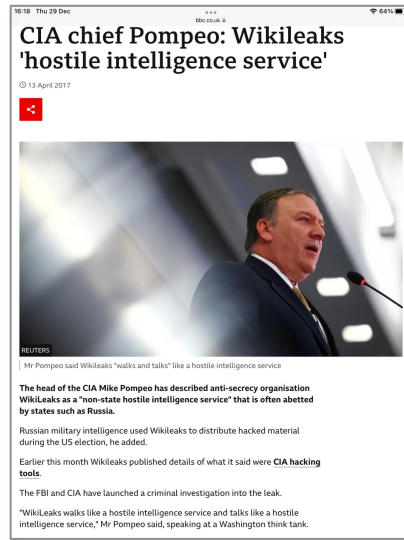 16:18 Thu 29 Dec
64%
bbc.co.uk
CIA chief Pompeo: Wikileaks
'hostile intelligence service'
13 April 2017
REUTERS
Mr Pompeo said Wikileaks "walks and talks" like a hostile intelligence service
The head of the CIA Mike Pompeo has described anti-secrecy organisation
WikiLeaks as a "non-state hostile intelligence service" that is often abetted
by states such as Russia.
Russian military intelligence used Wikileaks to distribute hacked material
during the US election, he added.
Earlier this month Wikileaks published details of what it said were CIA hacking
tools.
The FBI and CIA have launched a criminal investigation into the leak.
"WikiLeaks walks like a hostile intelligence service and talks like a hostile
intelligence service," Mr Pompeo said, speaking at a Washington think tank.